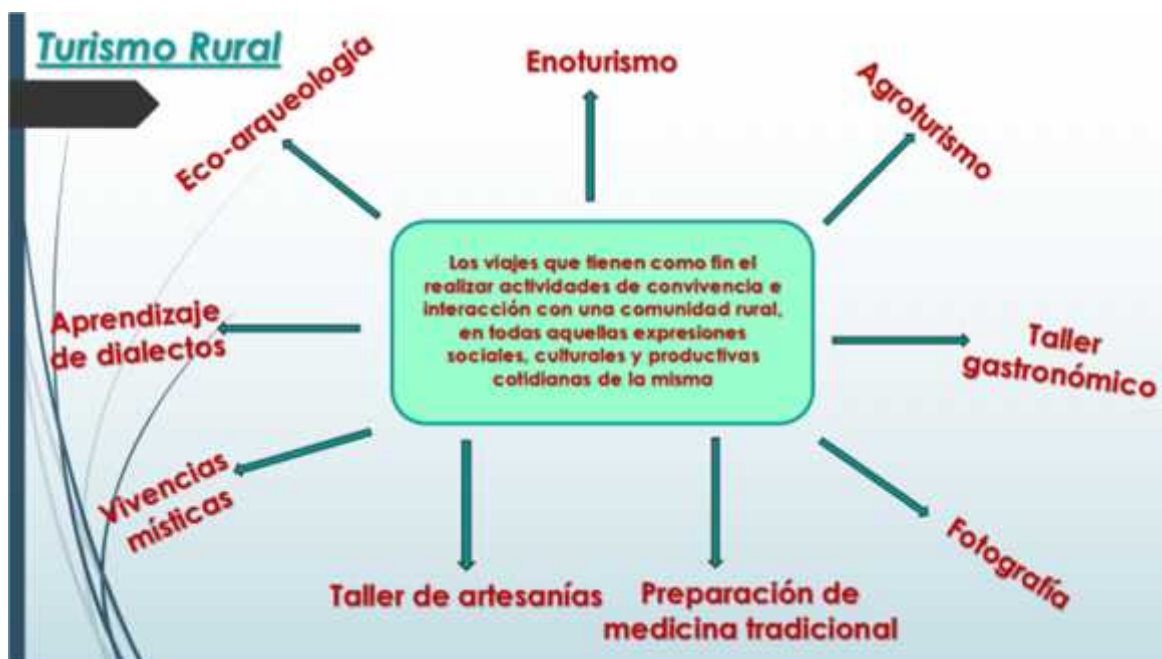 Turismo Rural
Eco-arqueología
Enoturismo
Agroturismo
Los viajes que tienen como fin el
realizar actividades de convivencia e
interacción con una comunidad rural,
en todas aquellas expresiones
sociales, culturales y productivas
cotidianas de la misma
Aprendizaje
de dialectos
Taller
gastronómico
Vivencias
místicas
Fotografía
Taller de artesanías
Preparación de
medicina tradicional